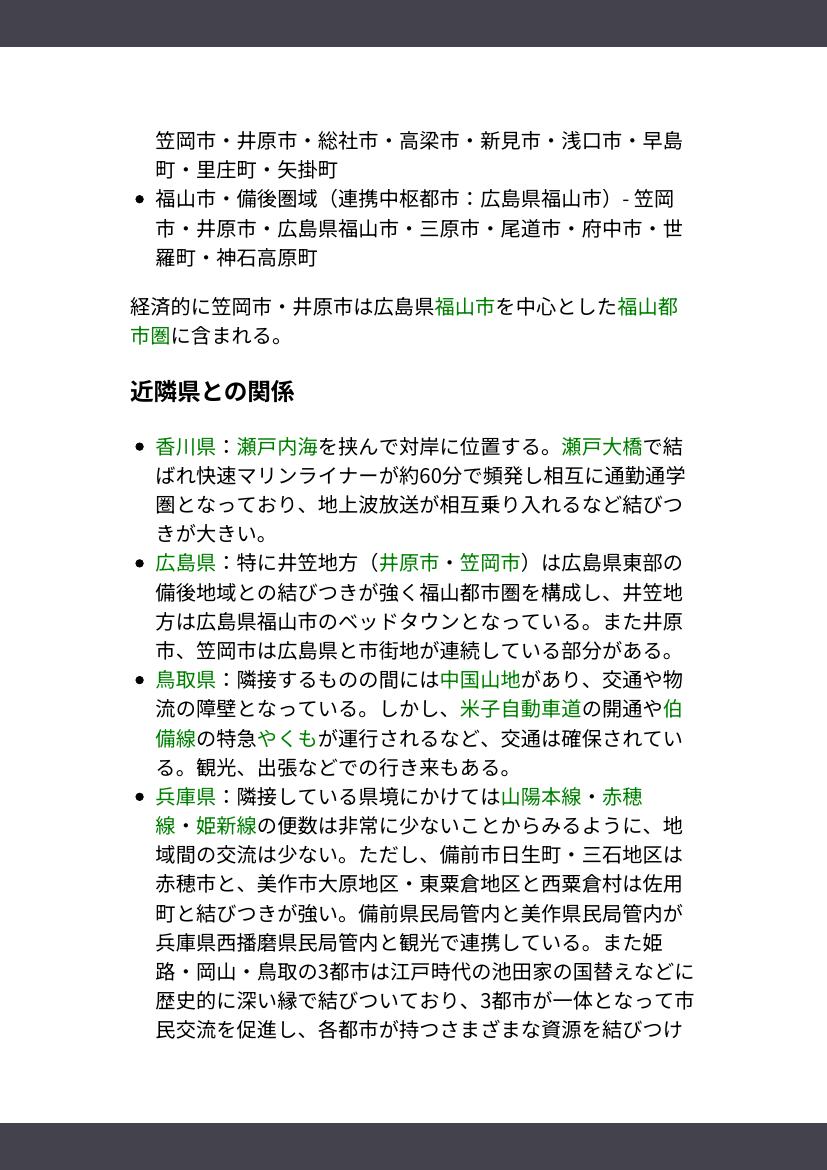 笠岡市・井原市・総社市・高梁市・新見市・浅口市・早島
町・里庄町・矢掛町
• 福山市・備後圏域（連携中枢都市：広島県福山市）- 笠岡
市・井原市・広島県福山市・三原市・尾道市・府中市・世
羅町・神石高原町
経済的に笠岡市・井原市は広島県福山市を中心とした福山都
市圏に含まれる。
近隣県との関係
• 香川県：瀬戸内海を挟んで対岸に位置する。瀬戸大橋で結
ばれ快速マリンライナーが約60分で頻発し相互に通勤通学
圏となっており、地上波放送が相互乗り入れるなど結びつ
きが大きい。
• 広島県：特に井笠地方（井原市・笠岡市）は広島県東部の
備後地域との結びつきが強く福山都市圏を構成し、井笠地
方は広島県福山市のベッドタウンとなっている。また井原
市、笠岡市は広島県と市街地が連続している部分がある。
• 鳥取県：隣接するものの間には中国山地があり、交通や物
流の障壁となっている。しかし、米子自動車道の開通や伯
備線の特急やくもが運行されるなど、交通は確保されてい
る。観光、出張などでの行き来もある。
• 兵庫県：隣接している県境にかけては山陽本線・赤穂
線・姫新線の便数は非常に少ないことからみるように、地
域間の交流は少ない。ただし、備前市日生町・三石地区は
赤穂市と、美作市大原地区・東粟倉地区と西粟倉村は佐用
町と結びつきが強い。備前県民局管内と美作県民局管内が
兵庫県西播磨県民局管内と観光で連携している。また姫
路・岡山・鳥取の3都市は江戸時代の池田家の国替えなどに
歴史的に深い縁で結びついており、3都市が一体となって市
民交流を促進し、各都市が持つさまざまな資源を結びつけ